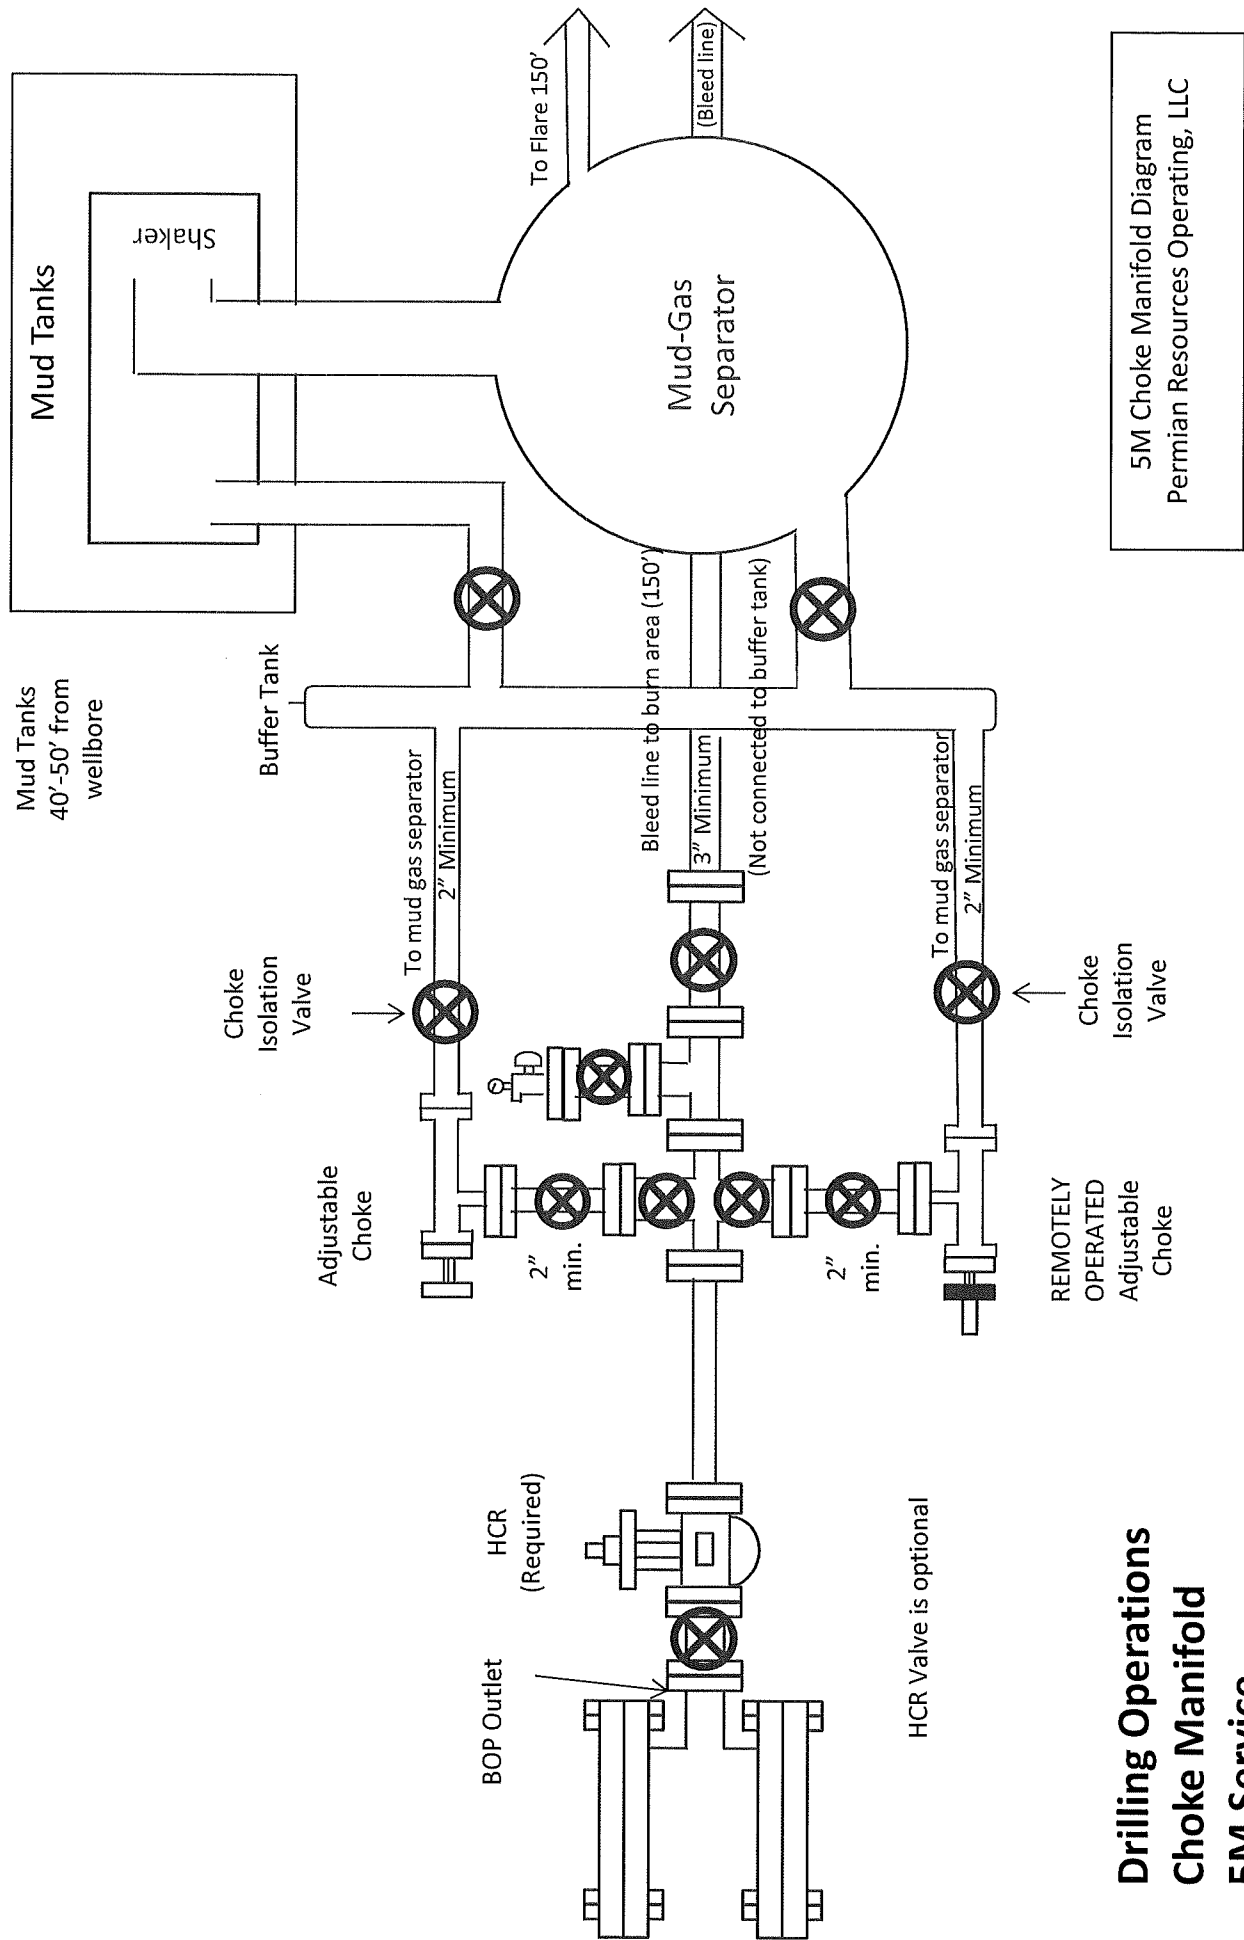 Mud Tanks
40'-50' from
wellbore
Mud Tanks
Shaker
Buffer Tank
To Flare 150'
(Bleed line)
Mud-Gas
Separator
Choke
Isolation
Valve
To mud gas separator
2" Minimum
Bleed line to burn area (150')
3" Minimum
(Not connected to buffer tank)
To mud gas separator
2" Minimum
Choke
Isolation
Valve
Adjustable
Choke
2"
min.
2"
min.
REMOTELY
OPERATED
Adjustable
Choke
HCR
(Required)
BOP Outlet
HCR Valve is optional
Drilling Operations
Choke Manifold
5M Service
5M Choke Manifold Diagram
Permian Resources Operating, LLC